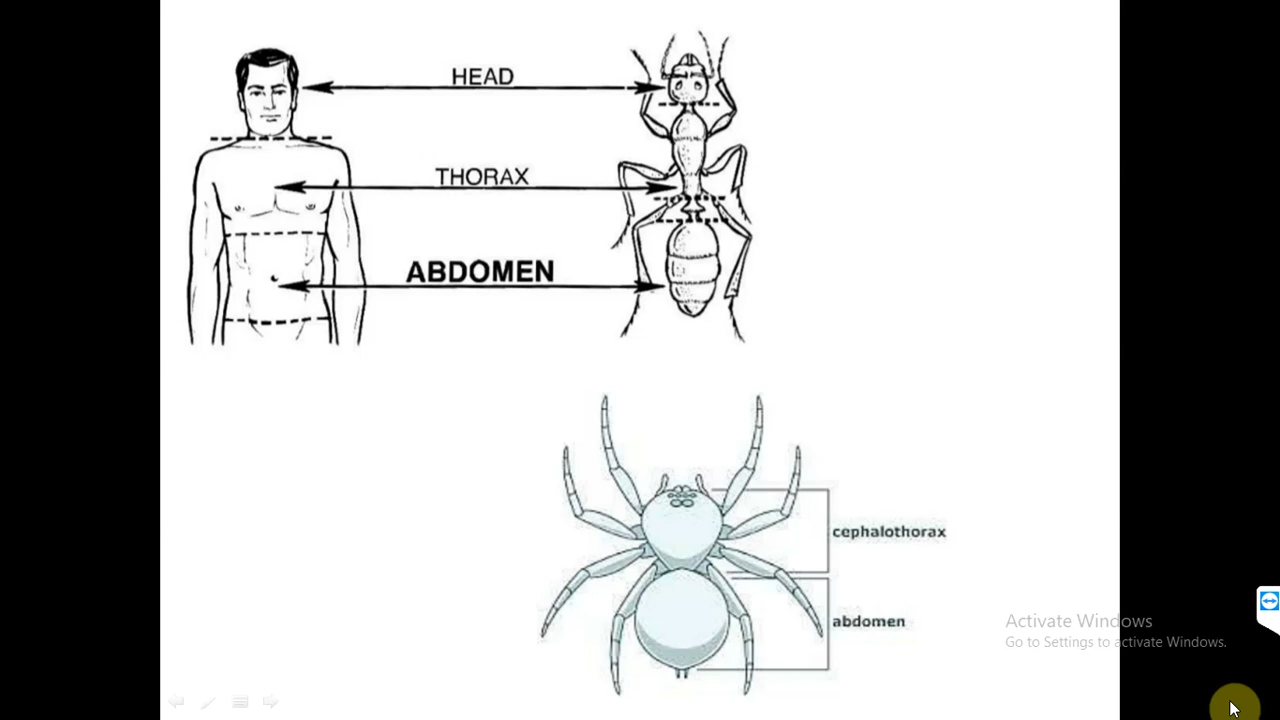 HEAD
THORAX
ABDOMEN
cephalothorax
abdomen
Activate Windows
Go to Settings to activate Windows.